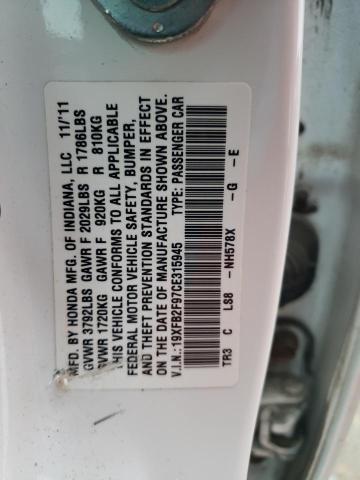 MFD. BY HONDA MFG. OF INDIANA, LLC 11/'11
GVWR 3792LBS GAWR F 2029LBS R 1786LBS
GVWR 1720KG GAWR F 920KG R 810KG
THIS VEHICLE CONFORMS TO ALL APPLICABLE
FEDERAL MOTOR VEHICLE SAFETY, BUMPER,
AND THEFT PREVENTION STANDARDS IN EFFECT
ON THE DATE OF MANUFACTURE SHOWN ABOVE.
V.I.N.: 19XFB2F97CE315945 TYPE: PASSENGER CAR
TR3 C LS8 -NH578X -G -E